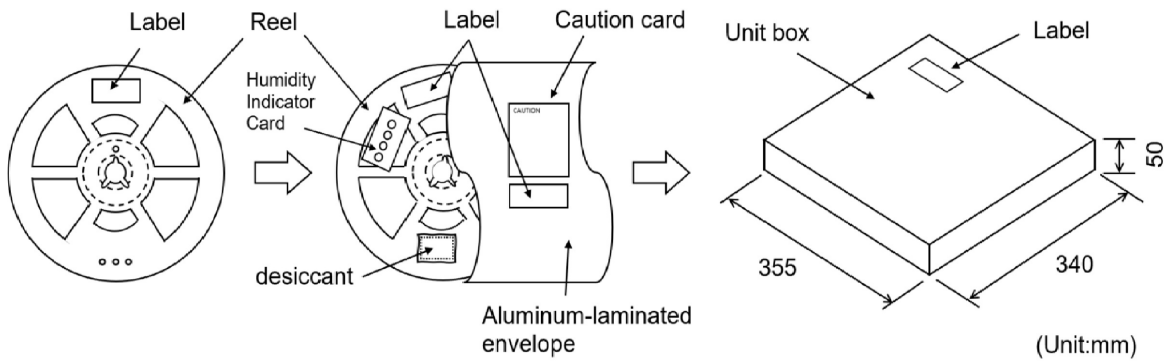 Label
Reel
Humidity
Indicator
Card
Label
Caution card
CAUTION
desiccant
Aluminum-laminated
envelope
Unit box
Label
50
355
340
(Unit:mm)